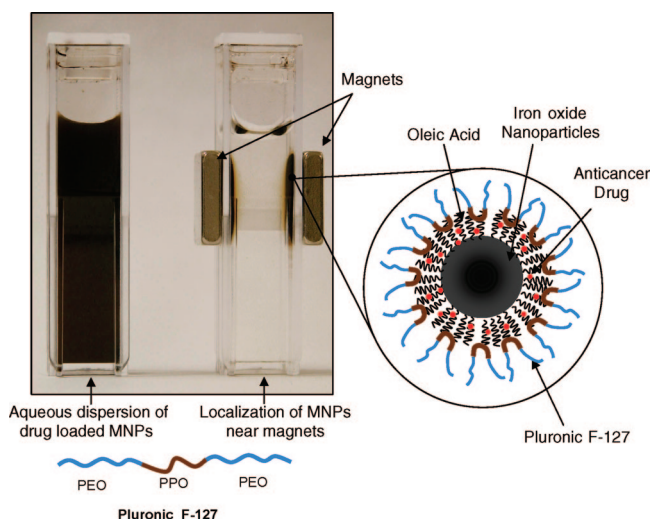 Magnets
Iron oxide
Nanoparticles
Oleic Acid
Anticancer
Drug
Aqueous dispersion of
drug loaded MNPs
Localization of MNPs
near magnets
Pluronic F-127
PEO
PPO
PEO
Pluronic F-127